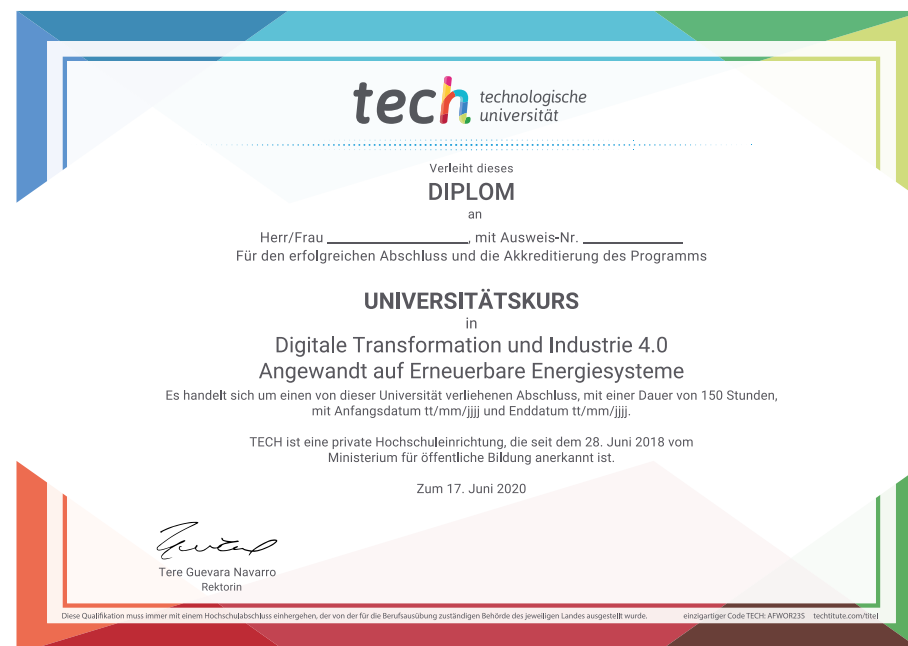 tech technologische
universität
Verleiht dieses
DIPLOM
an
Herr/Frau ____________________, mit Ausweis-Nr. ______________
Für den erfolgreichen Abschluss und die Akkreditierung des Programms
UNIVERSITÄTSKURS
in
Digitale Transformation und Industrie 4.0
Angewandt auf Erneuerbare Energiesysteme
Es handelt sich um einen von dieser Universität verliehenen Abschluss, mit einer Dauer von 150 Stunden,
mit Anfangsdatum tt/mm/jjjj und Enddatum tt/mm/jjjj.
TECH ist eine private Hochschuleinrichtung, die seit dem 28. Juni 2018 vom
Ministerium für öffentliche Bildung anerkannt ist.
Zum 17. Juni 2020
Tere Guevara Navarro
Rektorin
Diese Qualifikation muss immer mit einem Hochschulabschluss einhergehen, der von der für die Berufsausübung zuständigen Behörde des jeweiligen Landes ausgestellt wurde. einzigartiger Code TECH: AFWOR23S techtitute.com/titel